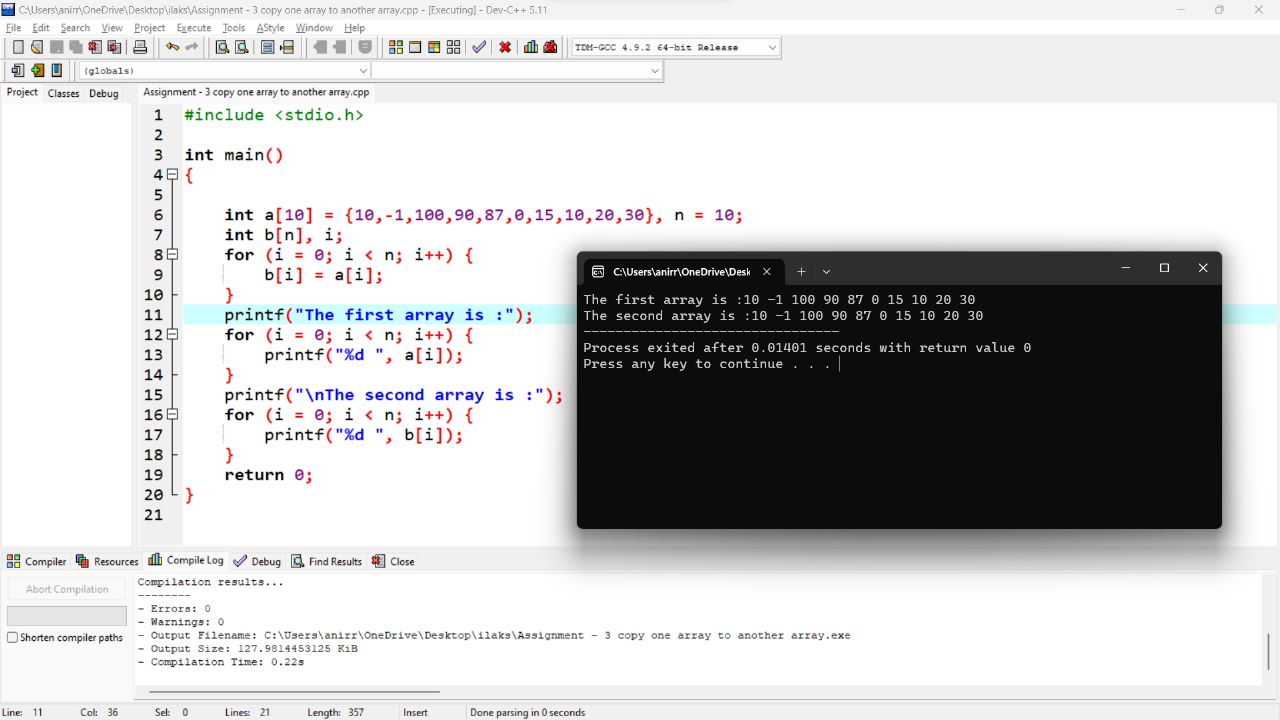 C:\Users\anirr\OneDrive\Desktop\ilaks\Assignment - 3 copy one array to another array.cpp - [Executing] - Dev-C++ 5.11
File Edit Search View Project Execute Tools AStyle Window Help
TDM-GCC 4.9.2 64-bit Release
(globals)
Project Classes Debug
Assignment - 3 copy one array to another array.cpp
1 #include <stdio.h>
2
3 int main()
4 {
5
6 int a[10] = {10,-1,100,90,87,0,15,10,20,30}, n = 10;
7 int b[n], i;
8 for (i = 0; i < n; i++) {
9 b[i] = a[i];
10 }
11 printf("The first array is :");
12 for (i = 0; i < n; i++) {
13 printf("%d ", a[i]);
14 }
15 printf("\nThe second array is :");
16 for (i = 0; i < n; i++) {
17 printf("%d ", b[i]);
18 }
19 return 0;
20 }
21
C:\Users\anirr\OneDrive\Desk
The first array is :10 -1 100 90 87 0 15 10 20 30
The second array is :10 -1 100 90 87 0 15 10 20 30
--------------------------------
Process exited after 0.01401 seconds with return value 0
Press any key to continue . . .
Compiler Resources Compile Log Debug Find Results Close
Abort Compilation
Shorten compiler paths
Compilation results...
--------
- Errors: 0
- Warnings: 0
- Output Filename: C:\Users\anirr\OneDrive\Desktop\ilaks\Assignment - 3 copy one array to another array.exe
- Output Size: 127.9814453125 KiB
- Compilation Time: 0.22s
Line: 11 Col: 36 Sel: 0 Lines: 21 Length: 357 Insert Done parsing in 0 seconds